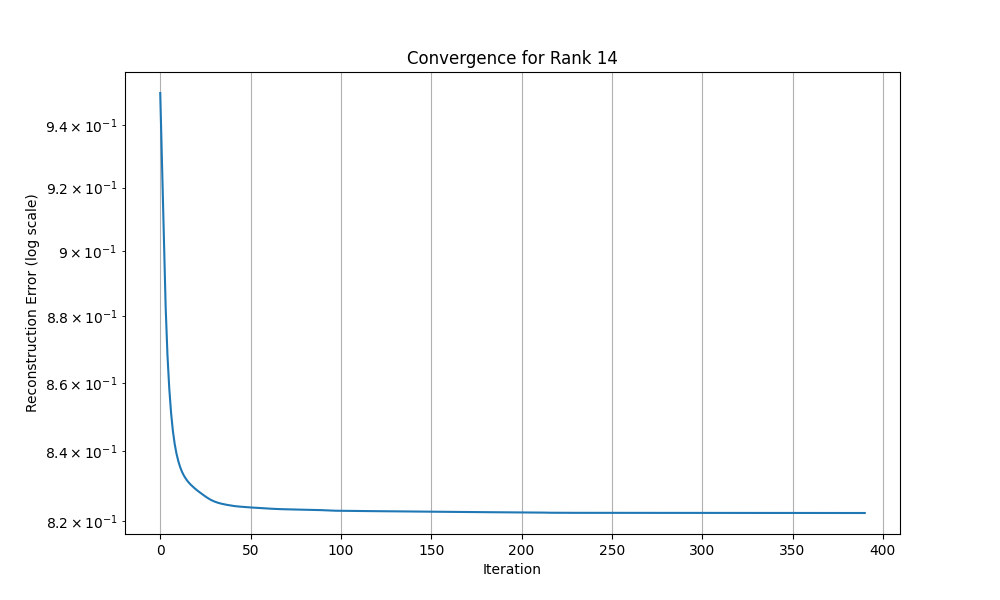 Convergence for Rank 14
Reconstruction Error (log scale)
9.4 × 10⁻¹
9.2 × 10⁻¹
9 × 10⁻¹
8.8 × 10⁻¹
8.6 × 10⁻¹
8.4 × 10⁻¹
8.2 × 10⁻¹
0 50 100 150 200 250 300 350 400
Iteration